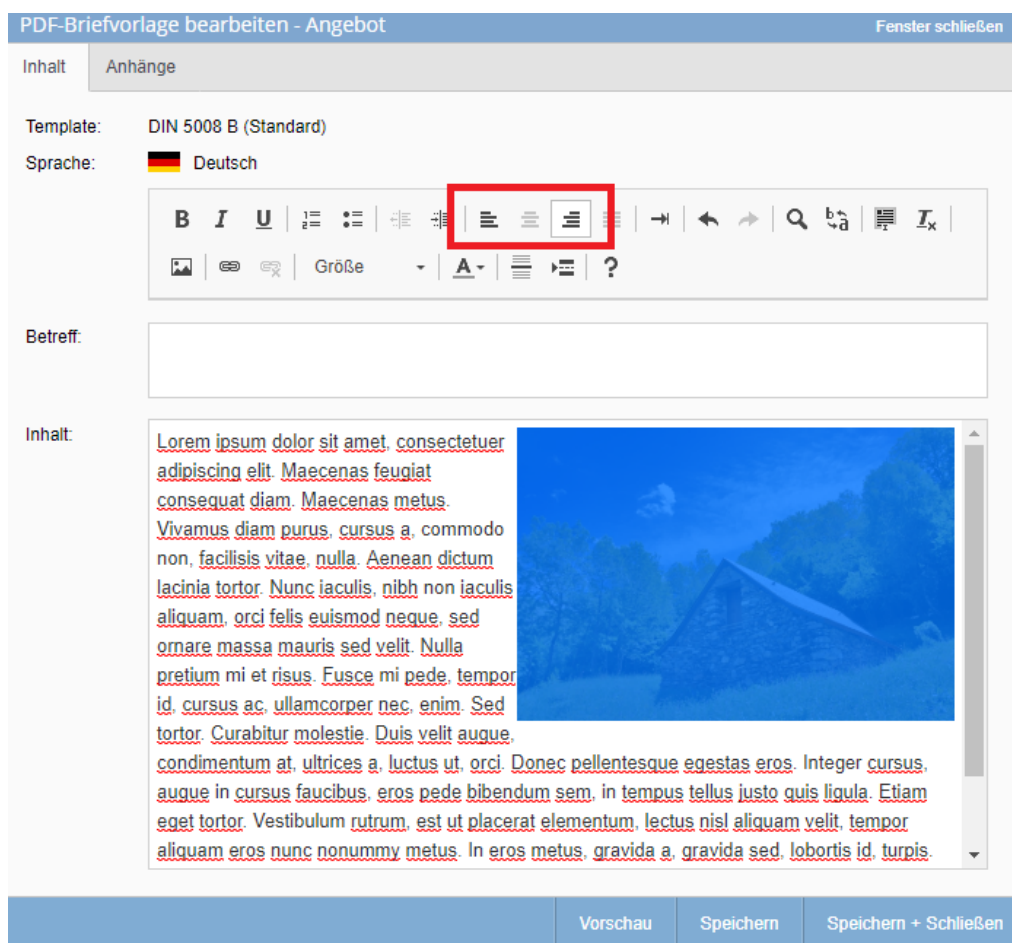 PDF-Briefvorlage bearbeiten - Angebot Fenster schließen
Inhalt Anhänge
Template: DIN 5008 B (Standard)
Sprache: Deutsch
B I U
Größe A ?
Betreff:
Inhalt:
Lorem ipsum dolor sit amet, consectetuer
adipiscing elit. Maecenas feugiat
consequat diam. Maecenas metus.
Vivamus diam purus, cursus a, commodo
non, facilisis vitae, nulla. Aenean dictum
lacinia tortor. Nunc iaculis, nibh non iaculis
aliquam, orci felis euismod neque, sed
ornare massa mauris sed velit. Nulla
pretium mi et risus. Fusce mi pede, tempor
id, cursus ac, ullamcorper nec, enim. Sed
tortor. Curabitur molestie. Duis velit augue,
condimentum at, ultrices a, luctus ut, orci. Donec pellentesque egestas eros. Integer cursus,
augue in cursus faucibus, eros pede bibendum sem, in tempus tellus justo quis ligula. Etiam
eget tortor. Vestibulum rutrum, est ut placerat elementum, lectus nisl aliquam velit, tempor
aliquam eros nunc nonummy metus. In eros metus, gravida a, gravida sed, lobortis id, turpis.
Vorschau Speichern Speichern + Schließen